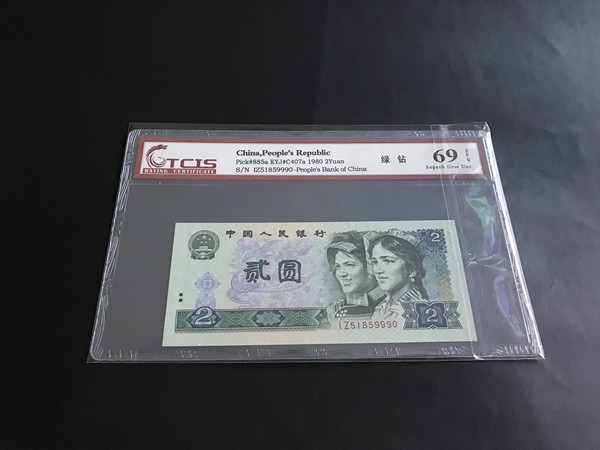 TCIS
RATING CERTIFICATE
China,People's Republic
Pick#885a KYJ#C407a 1980 2Yuan
S/N IZ51859990-People's Bank of China
绿 钻
69 EPQ
Superb Gem Unc
中国人民银行
2
贰圆
2
IZ51859990
2